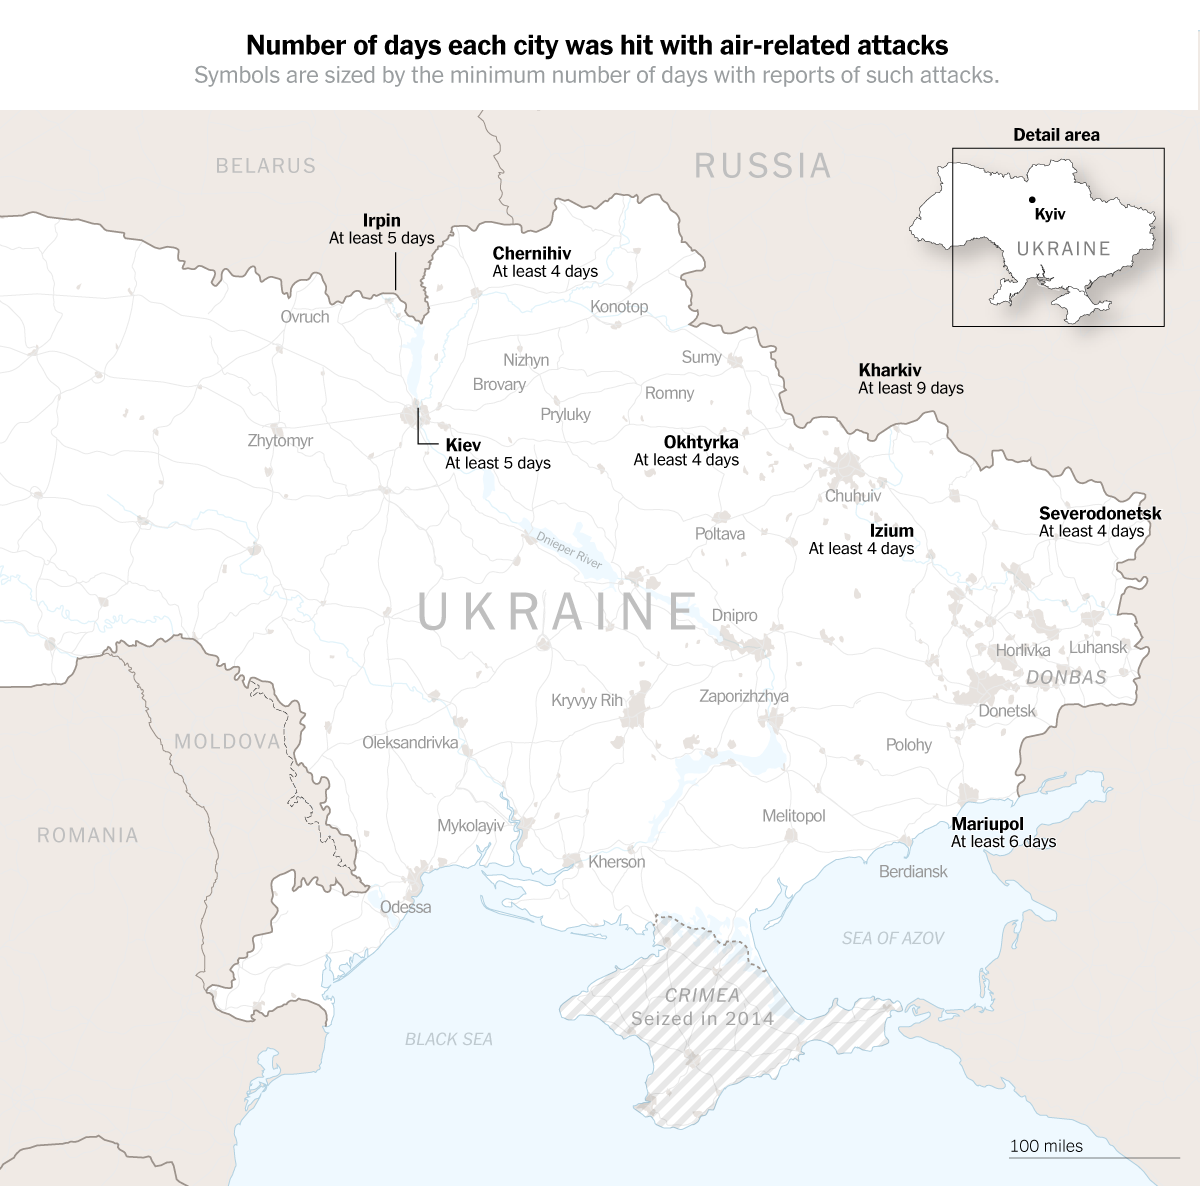 Number of days each city was hit with air-related attacks
Symbols are sized by the minimum number of days with reports of such attacks.
Detail area
Kyiv
UKRAINE
BELARUS
RUSSIA
Irpin
At least 5 days
Chernihiv
At least 4 days
Ovruch
Konotop
Nizhyn
Sumy
Brovary
Romny
Kharkiv
At least 9 days
Pryluky
Zhytomyr
Kiev
At least 5 days
Okhtyrka
At least 4 days
Chuhuiv
Severodonetsk
At least 4 days
Poltava
Izium
At least 4 days
Dnieper River
UKRAINE
Dnipro
Horlivka
Luhansk
DONBAS
Kryvyy Rih
Zaporizhzhya
Donetsk
MOLDOVA
Oleksandrivka
Polohy
ROMANIA
Mykolayiv
Melitopol
Mariupol
At least 6 days
Kherson
Berdiansk
Odessa
SEA OF AZOV
CRIMEA
Seized in 2014
BLACK SEA
100 miles